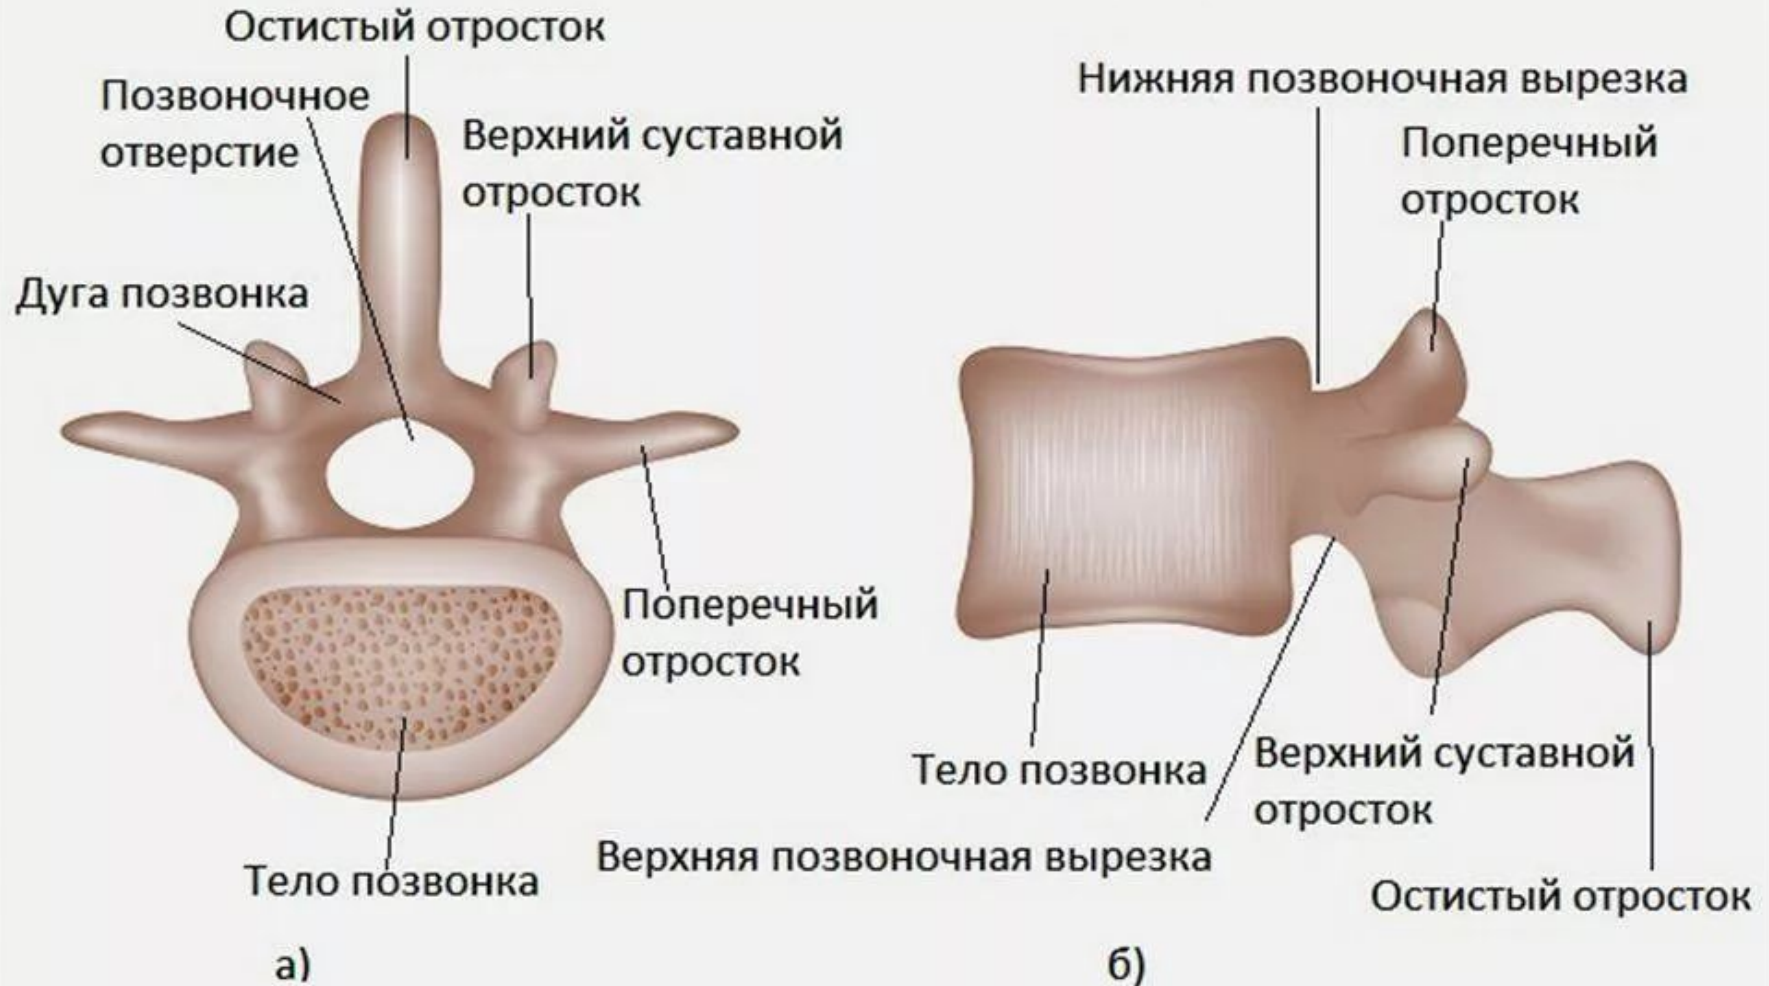 Остистый отросток
Позвоночное
отверстие
Верхний суставной
отросток
Дуга позвонка
Поперечный
отросток
Тело позвонка
а)
Нижняя позвоночная вырезка
Поперечный
отросток
Тело позвонка
Верхний суставной
отросток
Верхняя позвоночная вырезка
Остистый отросток
б)